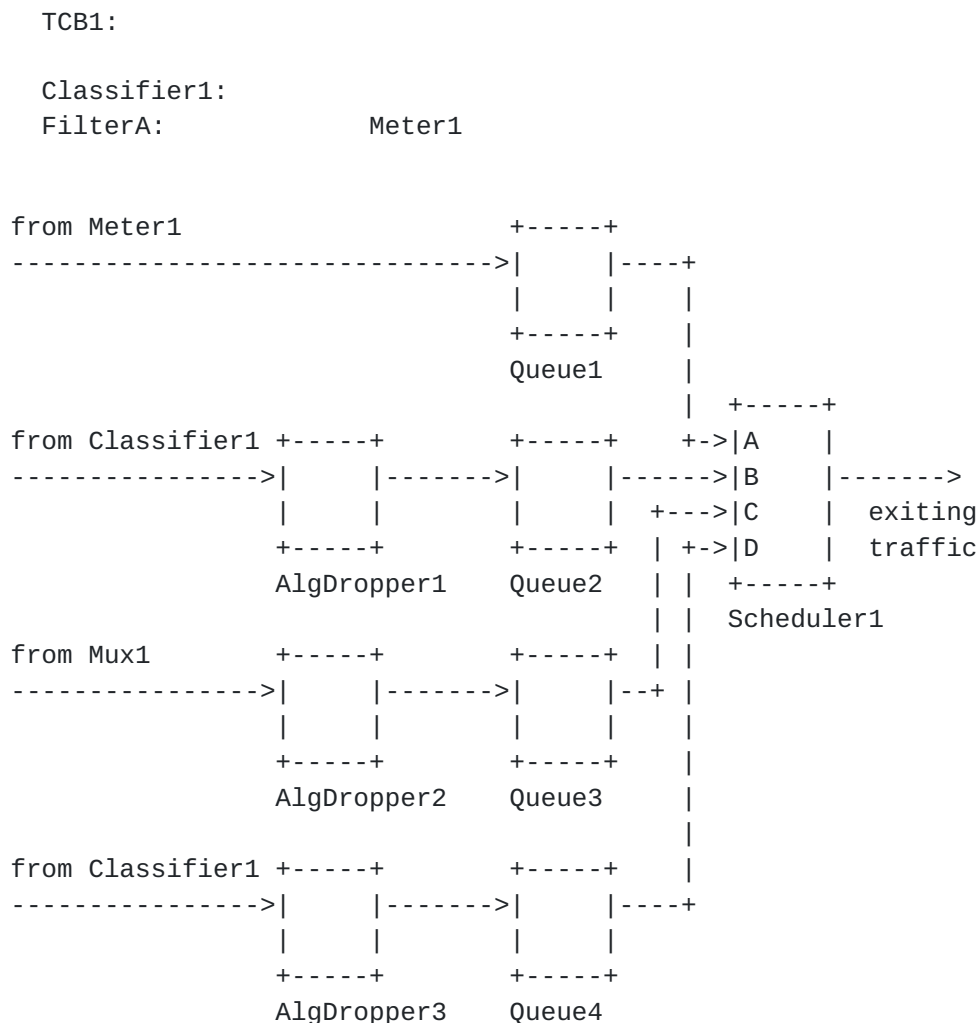 TCB1:
Classifier1:
FilterA:             Meter1
from Meter1                     +-----+
------------------------------->|     |----+
                                |     |    |
                                +-----+    |
                                Queue1     |
                                           |  +-----+
from Classifier1 +-----+        +-----+    +->|A    |
---------------->|     |------->|     |------>|B    |------->
                 |     |        |     |  +--->|C    |  exiting
                 +-----+        +-----+  | +->|D    |  traffic
                 AlgDropper1    Queue2   | |  +-----+
                                         | |  Scheduler1
from Mux1        +-----+        +-----+  | |
---------------->|     |------->|     |--+ |
                 |     |        |     |    |
                 +-----+        +-----+    |
                 AlgDropper2    Queue3     |
                                           |
from Classifier1 +-----+        +-----+    |
---------------->|     |------->|     |----+
                 |     |        |     |
                 +-----+        +-----+
                 AlgDropper3    Queue4